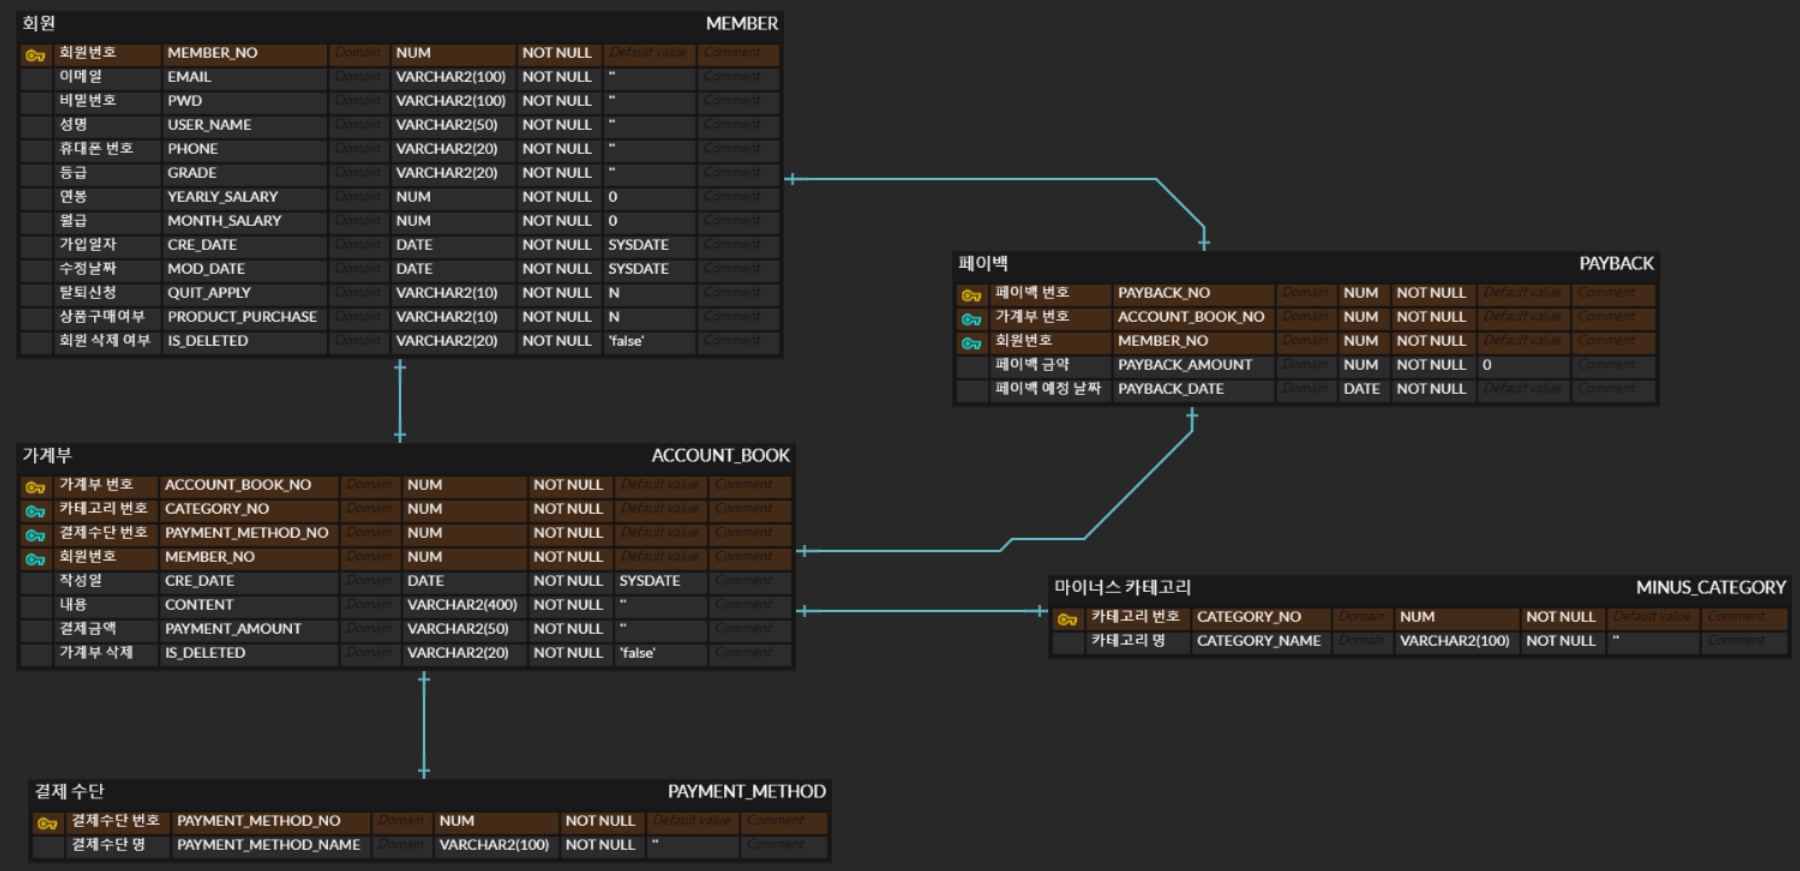 회원 MEMBER
회원번호 MEMBER_NO Domain NUM NOT NULL Default value Comment
이메일 EMAIL Domain VARCHAR2(100) NOT NULL '' Comment
비밀번호 PWD Domain VARCHAR2(100) NOT NULL '' Comment
성명 USER_NAME Domain VARCHAR2(50) NOT NULL '' Comment
휴대폰 번호 PHONE Domain VARCHAR2(20) NOT NULL '' Comment
등급 GRADE Domain VARCHAR2(20) NOT NULL '' Comment
연봉 YEARLY_SALARY Domain NUM NOT NULL 0 Comment
월급 MONTH_SALARY Domain NUM NOT NULL 0 Comment
가입일자 CRE_DATE Domain DATE NOT NULL SYSDATE Comment
수정날짜 MOD_DATE Domain DATE NOT NULL SYSDATE Comment
탈퇴신청 QUIT_APPLY Domain VARCHAR2(10) NOT NULL N Comment
상품구매여부 PRODUCT_PURCHASE Domain VARCHAR2(10) NOT NULL N Comment
회원 삭제 여부 IS_DELETED Domain VARCHAR2(20) NOT NULL 'false' Comment
페이백 PAYBACK
페이백 번호 PAYBACK_NO Domain NUM NOT NULL Default value Comment
가계부 번호 ACCOUNT_BOOK_NO Domain NUM NOT NULL Default value Comment
회원번호 MEMBER_NO Domain NUM NOT NULL Default value Comment
페이백 금약 PAYBACK_AMOUNT Domain NUM NOT NULL 0 Comment
페이백 예정 날짜 PAYBACK_DATE Domain DATE NOT NULL Default value Comment
가계부 ACCOUNT_BOOK
가계부 번호 ACCOUNT_BOOK_NO Domain NUM NOT NULL Default value Comment
카테고리 번호 CATEGORY_NO Domain NUM NOT NULL Default value Comment
결제수단 번호 PAYMENT_METHOD_NO Domain NUM NOT NULL Default value Comment
회원번호 MEMBER_NO Domain NUM NOT NULL Default value Comment
작성일 CRE_DATE Domain DATE NOT NULL SYSDATE Comment
내용 CONTENT Domain VARCHAR2(400) NOT NULL '' Comment
결제금액 PAYMENT_AMOUNT Domain VARCHAR2(50) NOT NULL '' Comment
가계부 삭제 IS_DELETED Domain VARCHAR2(20) NOT NULL 'false' Comment
마이너스 카테고리 MINUS_CATEGORY
카테고리 번호 CATEGORY_NO Domain NUM NOT NULL Default value Comment
카테고리 명 CATEGORY_NAME Domain VARCHAR2(100) NOT NULL '' Comment
결제 수단 PAYMENT_METHOD
결제수단 번호 PAYMENT_METHOD_NO Domain NUM NOT NULL Default value Comment
결제수단 명 PAYMENT_METHOD_NAME Domain VARCHAR2(100) NOT NULL '' Comment